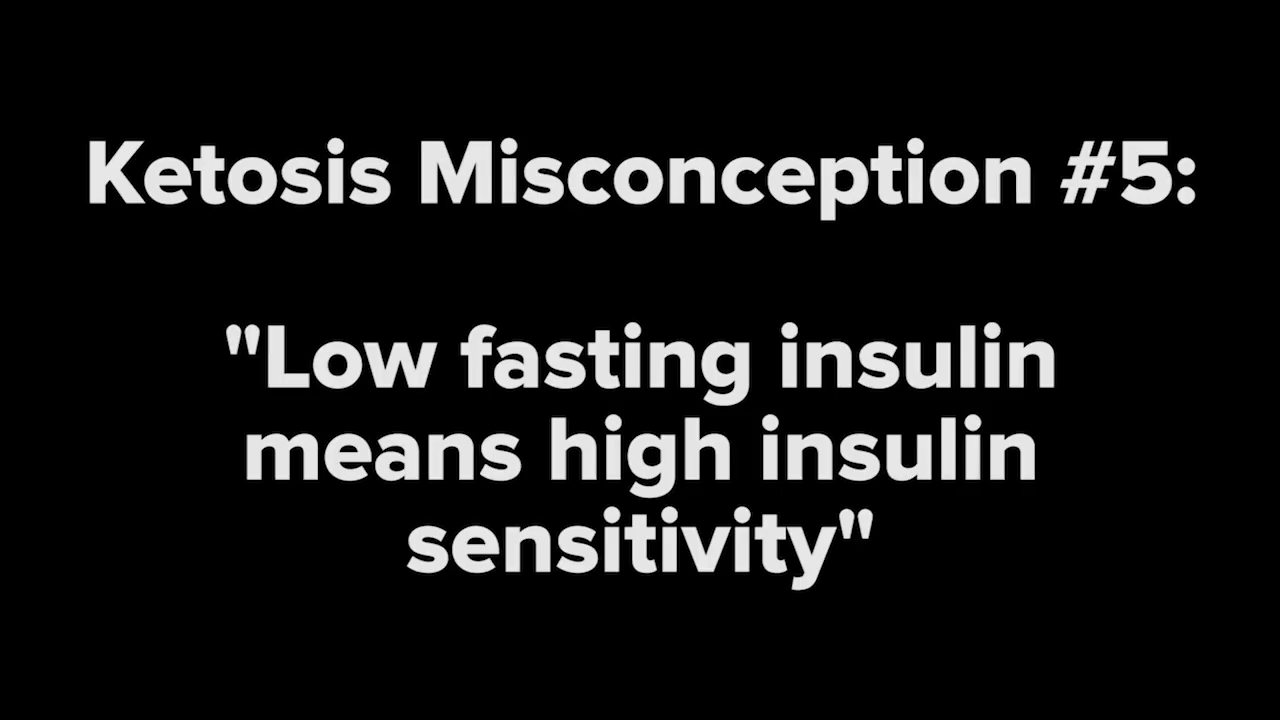 Ketosis Misconception #5:
"Low fasting insulin
means high insulin
sensitivity"